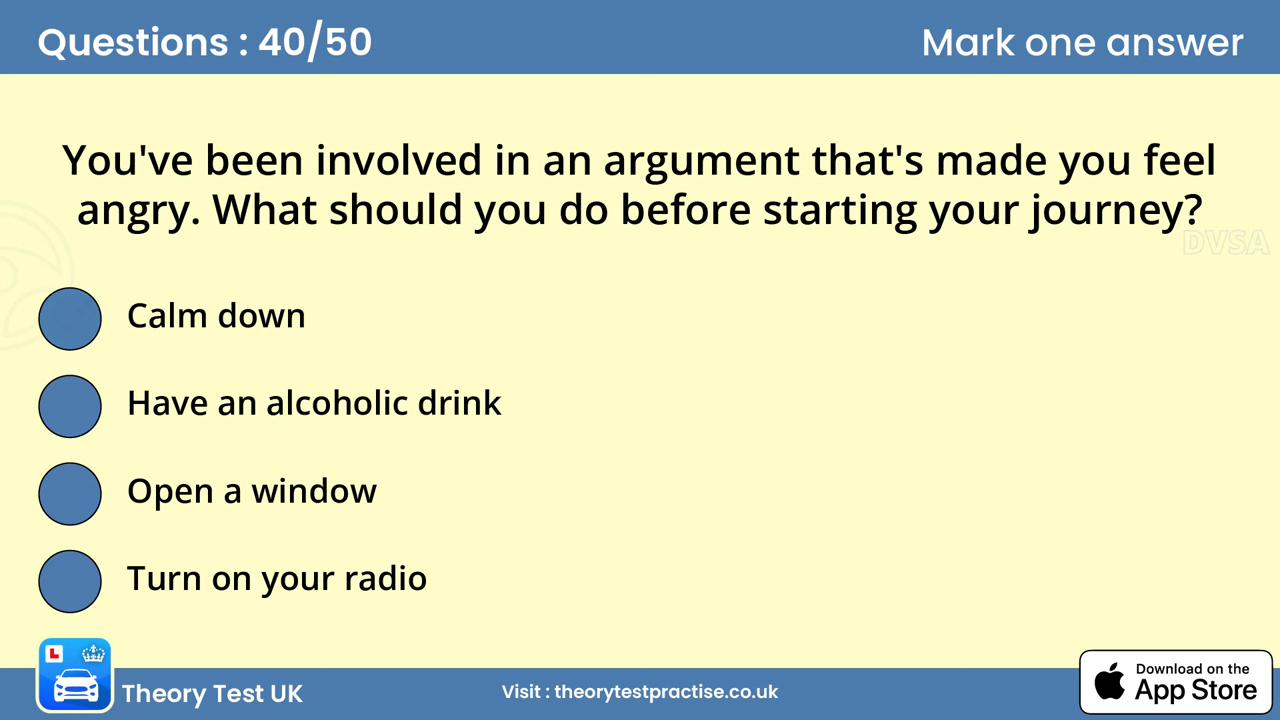 Questions : 40/50
Mark one answer
You've been involved in an argument that's made you feel
angry. What should you do before starting your journey?
DVSA
Calm down
Have an alcoholic drink
Open a window
Turn on your radio
L
Theory Test UK
Visit : theorytestpractise.co.uk
Download on the
App Store